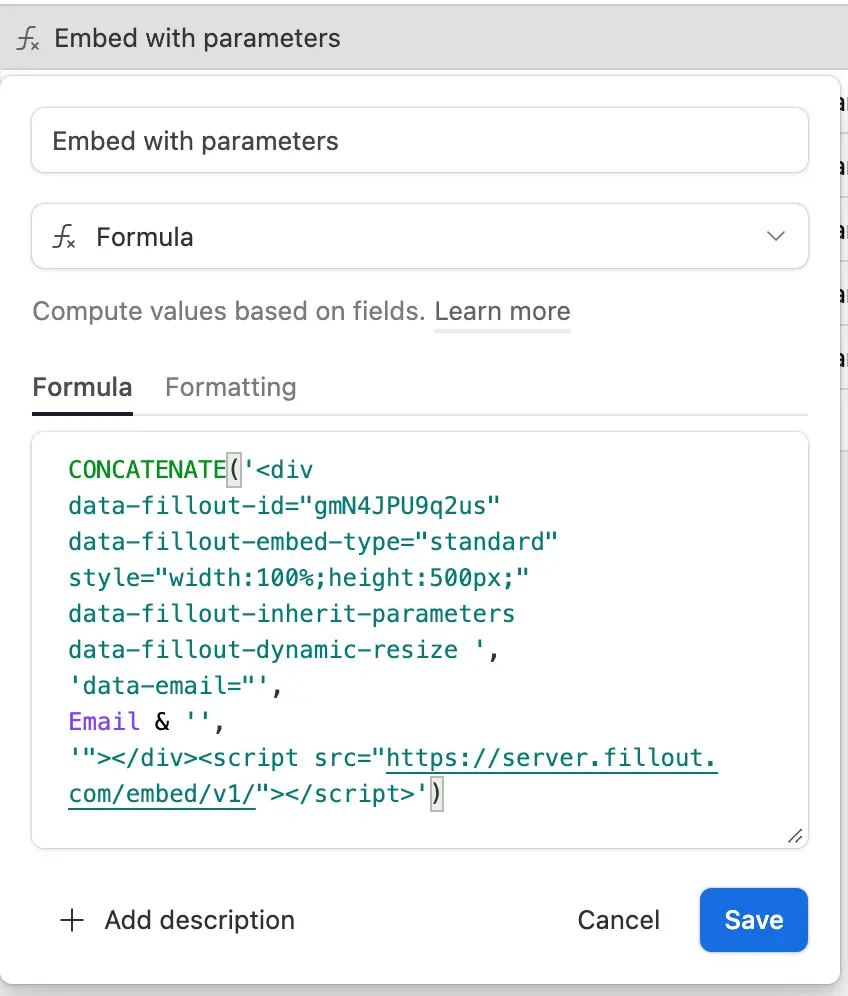 Embed with parameters
Embed with parameters
Formula
Compute values based on fields. Learn more
Formula Formatting
CONCATENATE('<div
data-fillout-id="gmN4JPU9q2us"
data-fillout-embed-type="standard"
style="width:100%;height:500px;"
data-fillout-inherit-parameters
data-fillout-dynamic-resize ',
'data-email="',
Email & '',
'"></div><script src="https://server.fillout.
com/embed/v1/"></script>')
+ Add description Cancel Save